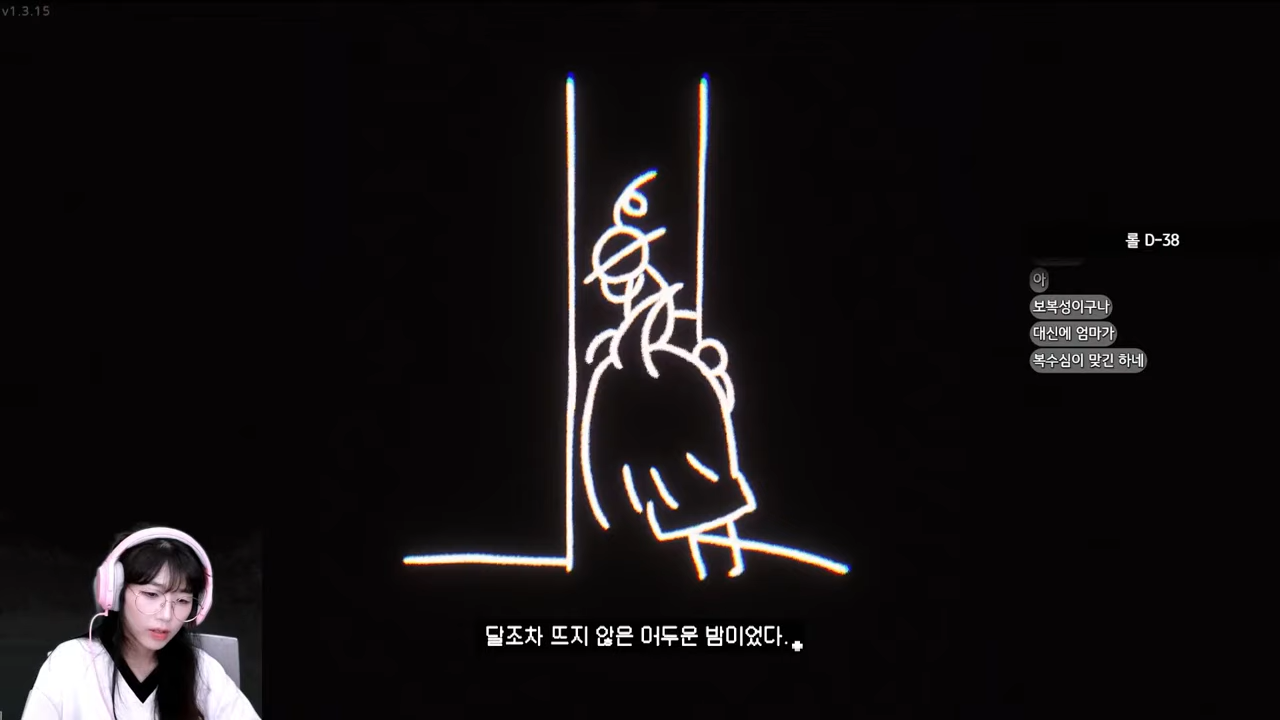 v1.3.15
롤 D-38
아
보복성이구나
대신에 엄마가
복수심이 맞긴 하네
달조차 뜨지 않은 어두운 밤이었다.